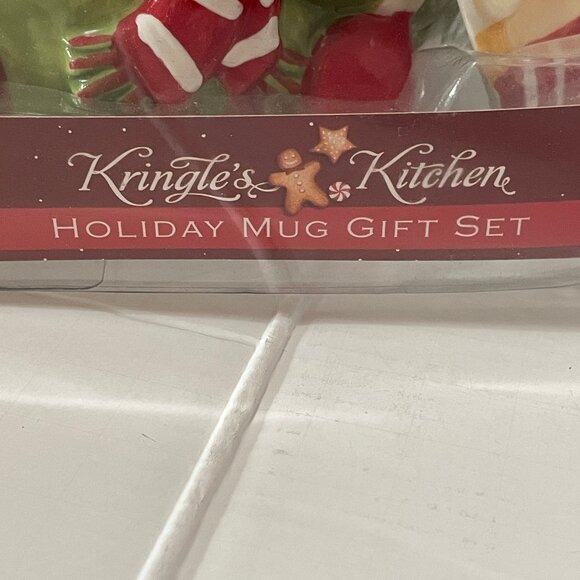 Kringle's Kitchen
HOLIDAY MUG GIFT SET